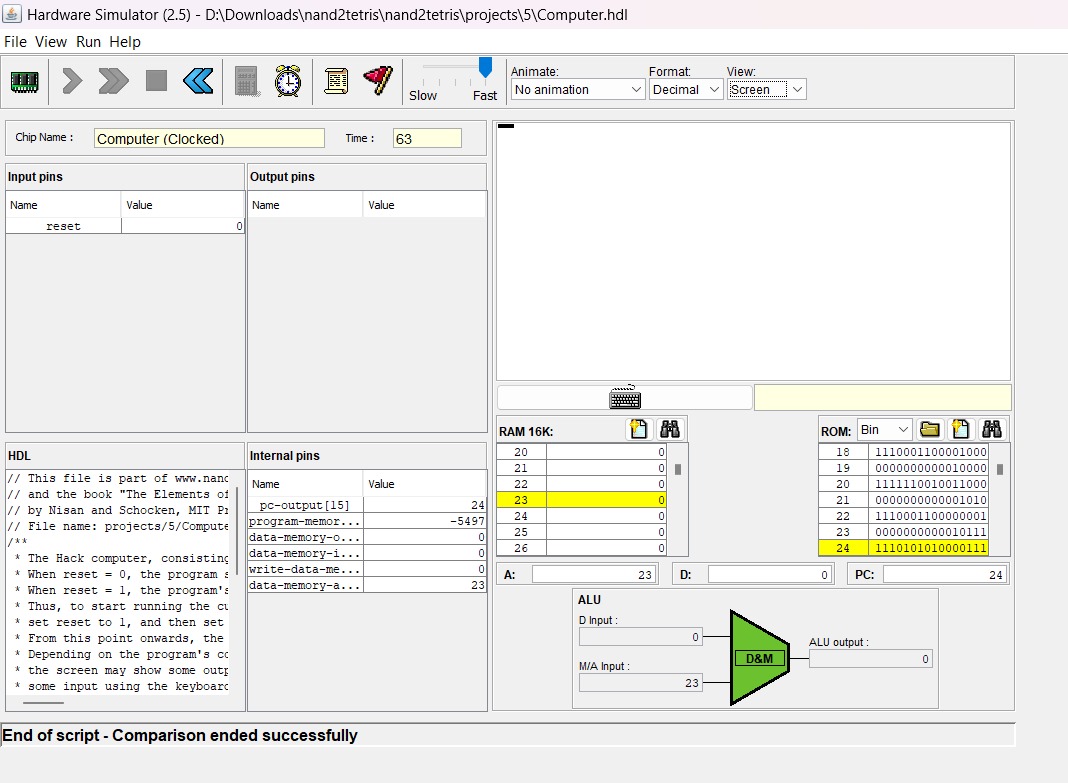 Hardware Simulator (2.5) - D:\Downloads\nand2tetris\nand2tetris\projects\5\Computer.hdl
File View Run Help
Slow Fast
Animate: Format: View:
No animation Decimal Screen
Chip Name : Computer (Clocked) Time : 63
Input pins
Name Value
reset 0
Output pins
Name Value
HDL
// This file is part of www.nand
// and the book "The Elements of
// by Nisan and Schocken, MIT Pr
// File name: projects/5/Compute
/**
* The Hack computer, consisting
* When reset = 0, the program s
* When reset = 1, the program's
* Thus, to start running the cu
* set reset to 1, and then set
* From this point onwards, the
* Depending on the program's co
* the screen may show some outp
* some input using the keyboard
Internal pins
Name Value
pc-output[15] 24
program-memor... -5497
data-memory-o... 0
data-memory-i... 0
write-data-me... 0
data-memory-a... 23
RAM 16K:
20 0
21 0
22 0
23 0
24 0
25 0
26 0
ROM: Bin
18 1110001100001000
19 0000000000010000
20 1111110010011000
21 0000000000001010
22 1110001100000001
23 0000000000010111
24 1110101010000111
A: 23 D: 0 PC: 24
ALU
D Input :
0
M/A Input :
23
D&M
ALU output :
0
End of script - Comparison ended successfully